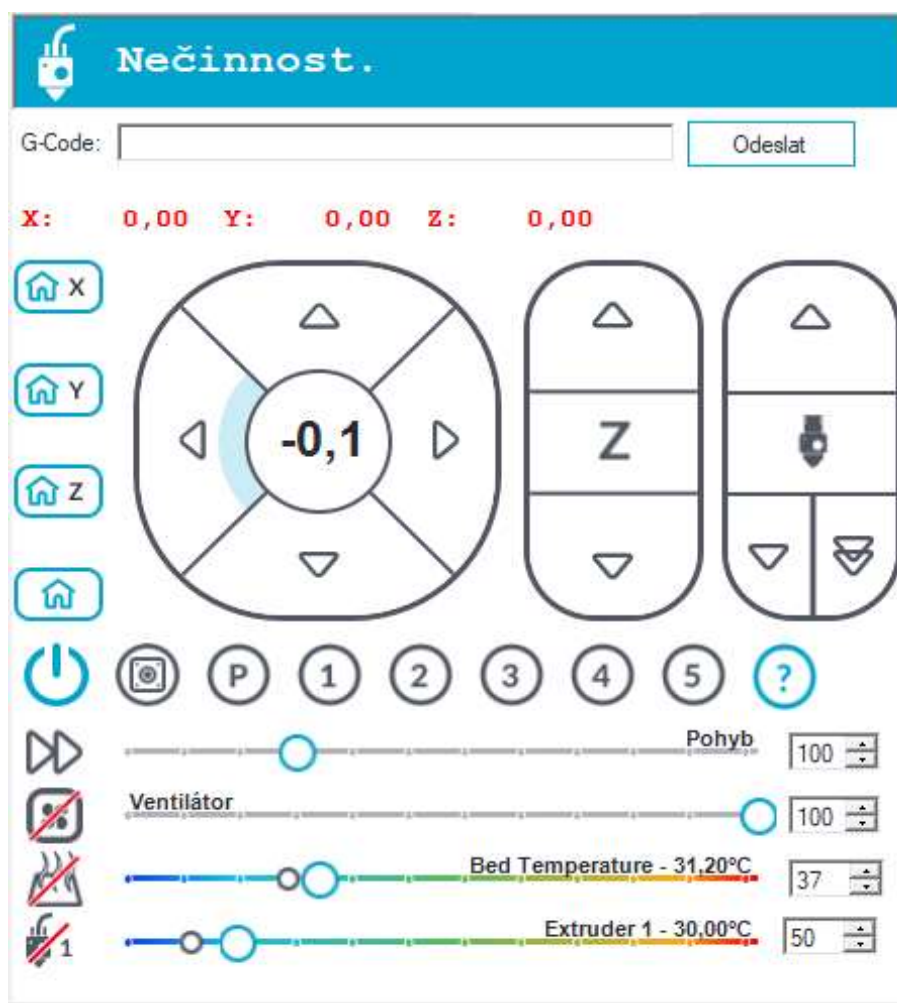 Nečinnost.
G-Code:
Odeslat
X: 0,00 Y: 0,00 Z: 0,00
X
Y
Z
-0,1
Z
P 1 2 3 4 5 ?
Pohyb 100
Ventilátor 100
Bed Temperature - 31,20°C 37
1 Extruder 1 - 30,00°C 50